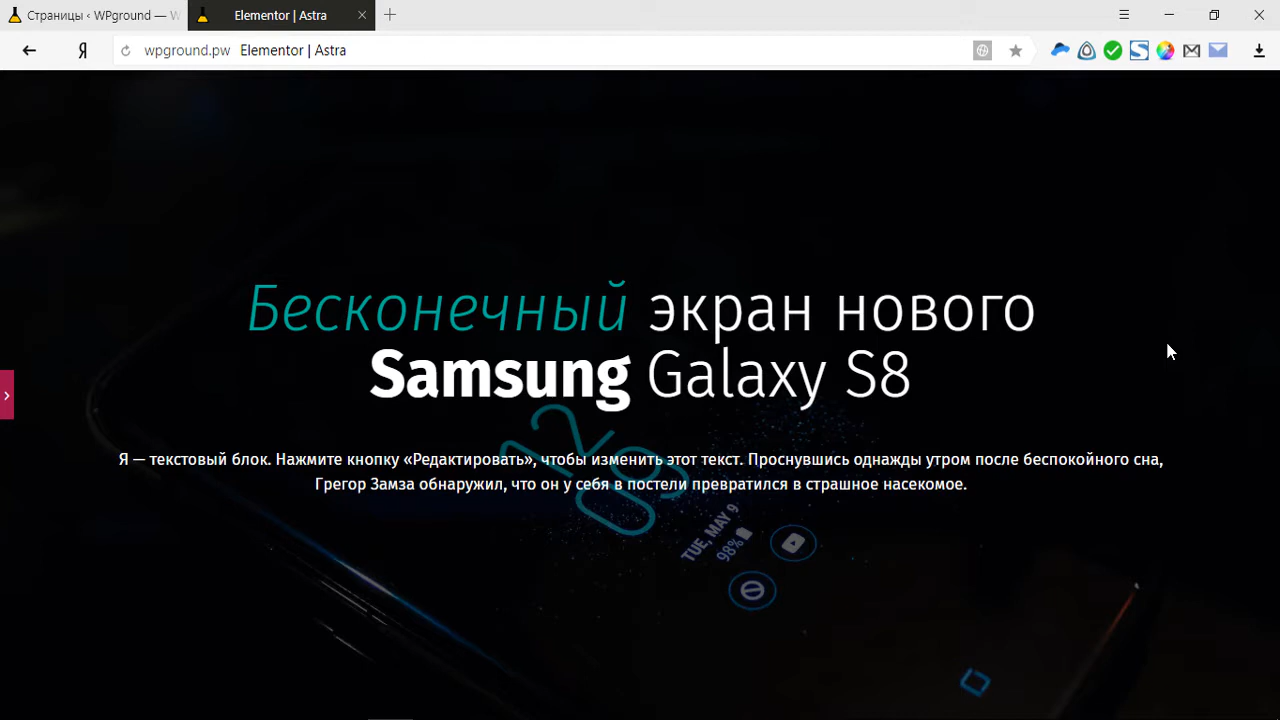 Страницы ‹ WPground — W
Elementor | Astra
Я wpground.pw Elementor | Astra
Бесконечный экран нового
Samsung Galaxy S8
Я — текстовый блок. Нажмите кнопку «Редактировать», чтобы изменить этот текст. Проснувшись однажды утром после беспокойного сна,
Грегор Замза обнаружил, что он у себя в постели превратился в страшное насекомое.
12
09
TUE, MAY 9
98%